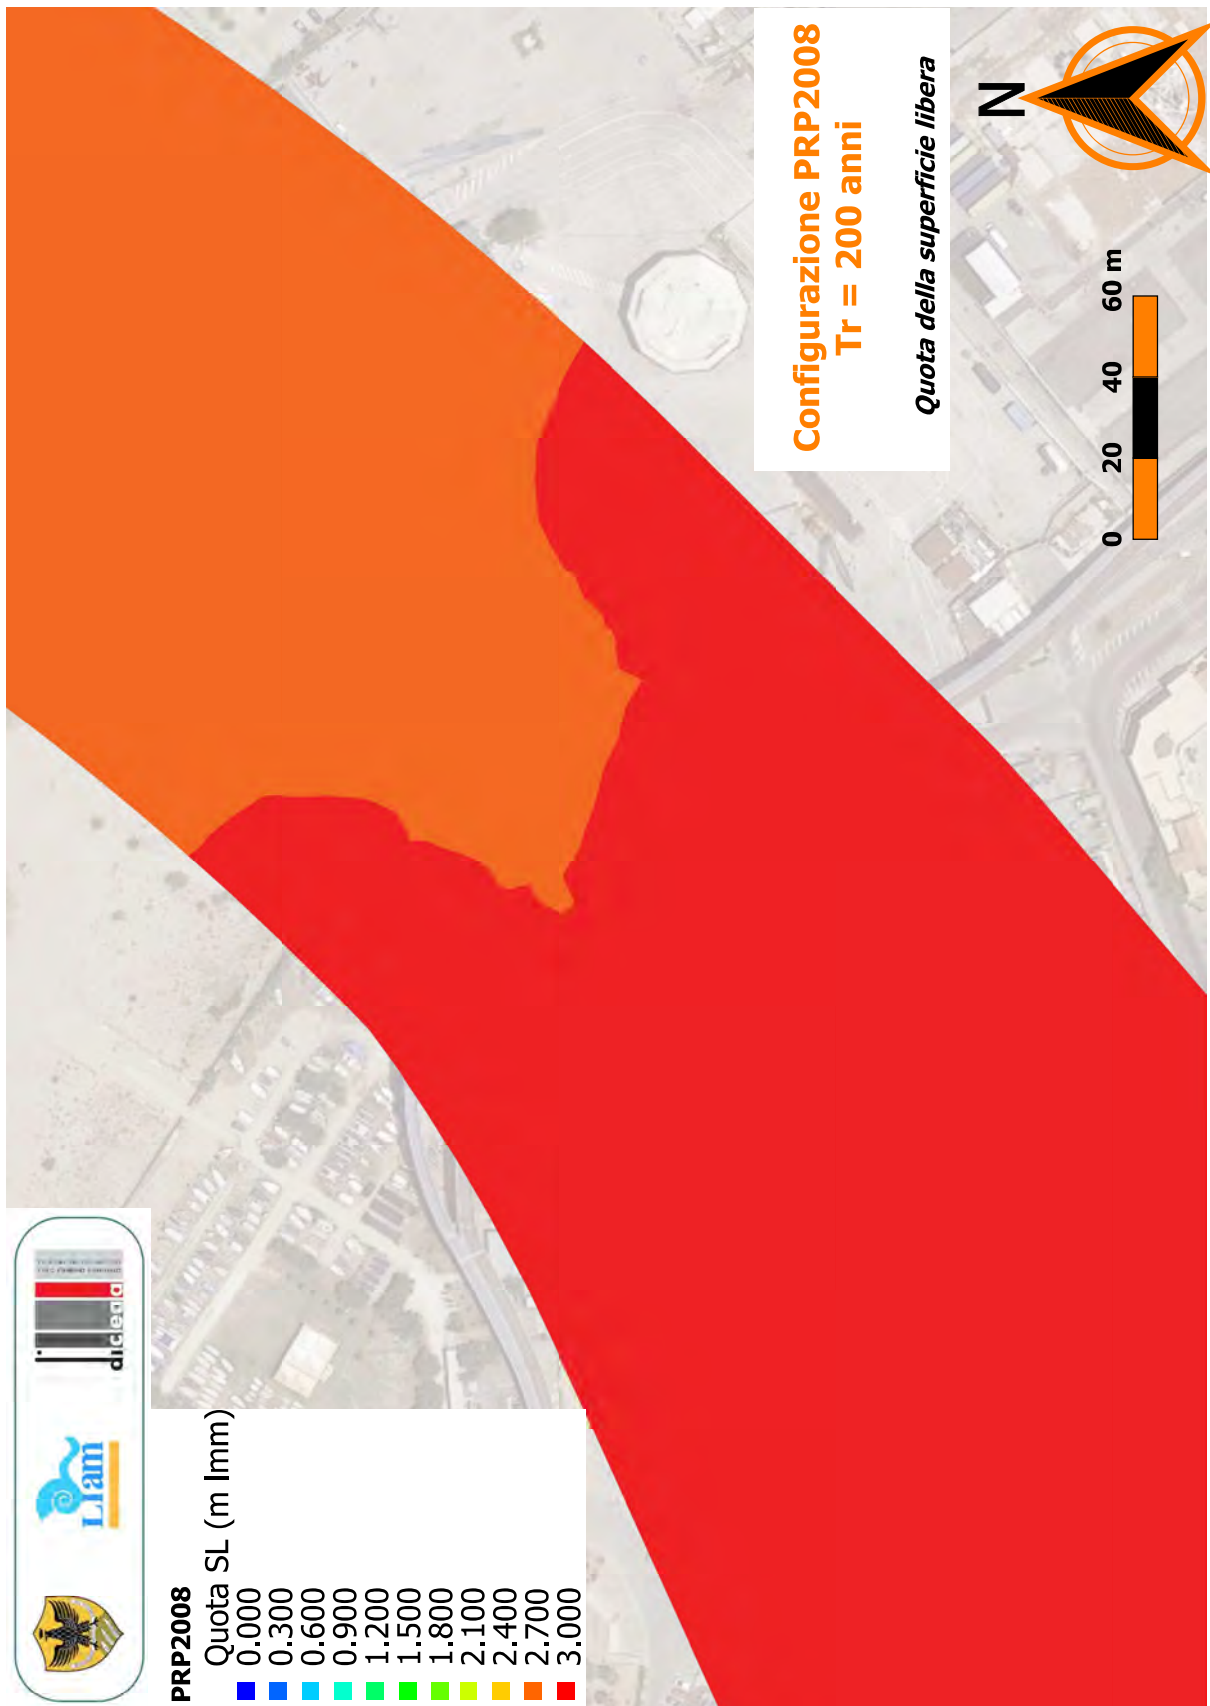 Configurazione PRP2008
Tr = 200 anni
Quota della superficie libera
N
0 20 40 60 m
diceaa
LIam
PRP2008
Quota SL (m lmm)
0.000
0.300
0.600
0.900
1.200
1.500
1.800
2.100
2.400
2.700
3.000